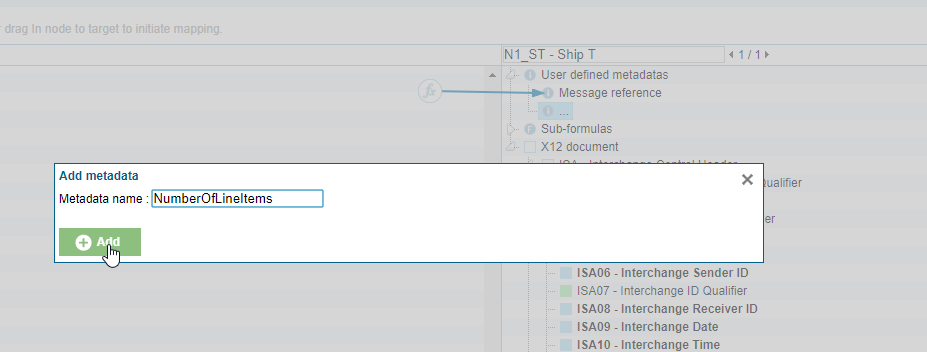 drag In node to target to initiate mapping.
N1_ST - Ship T
1 / 1
User defined metadatas
fx
Message reference
...
Sub-formulas
X12 document
ISA - Interchange Control Header
Add metadata
Metadata name : NumberOfLineItems
Qualifier
Add
ISA06 - Interchange Sender ID
ISA07 - Interchange ID Qualifier
ISA08 - Interchange Receiver ID
ISA09 - Interchange Date
ISA10 - Interchange Time